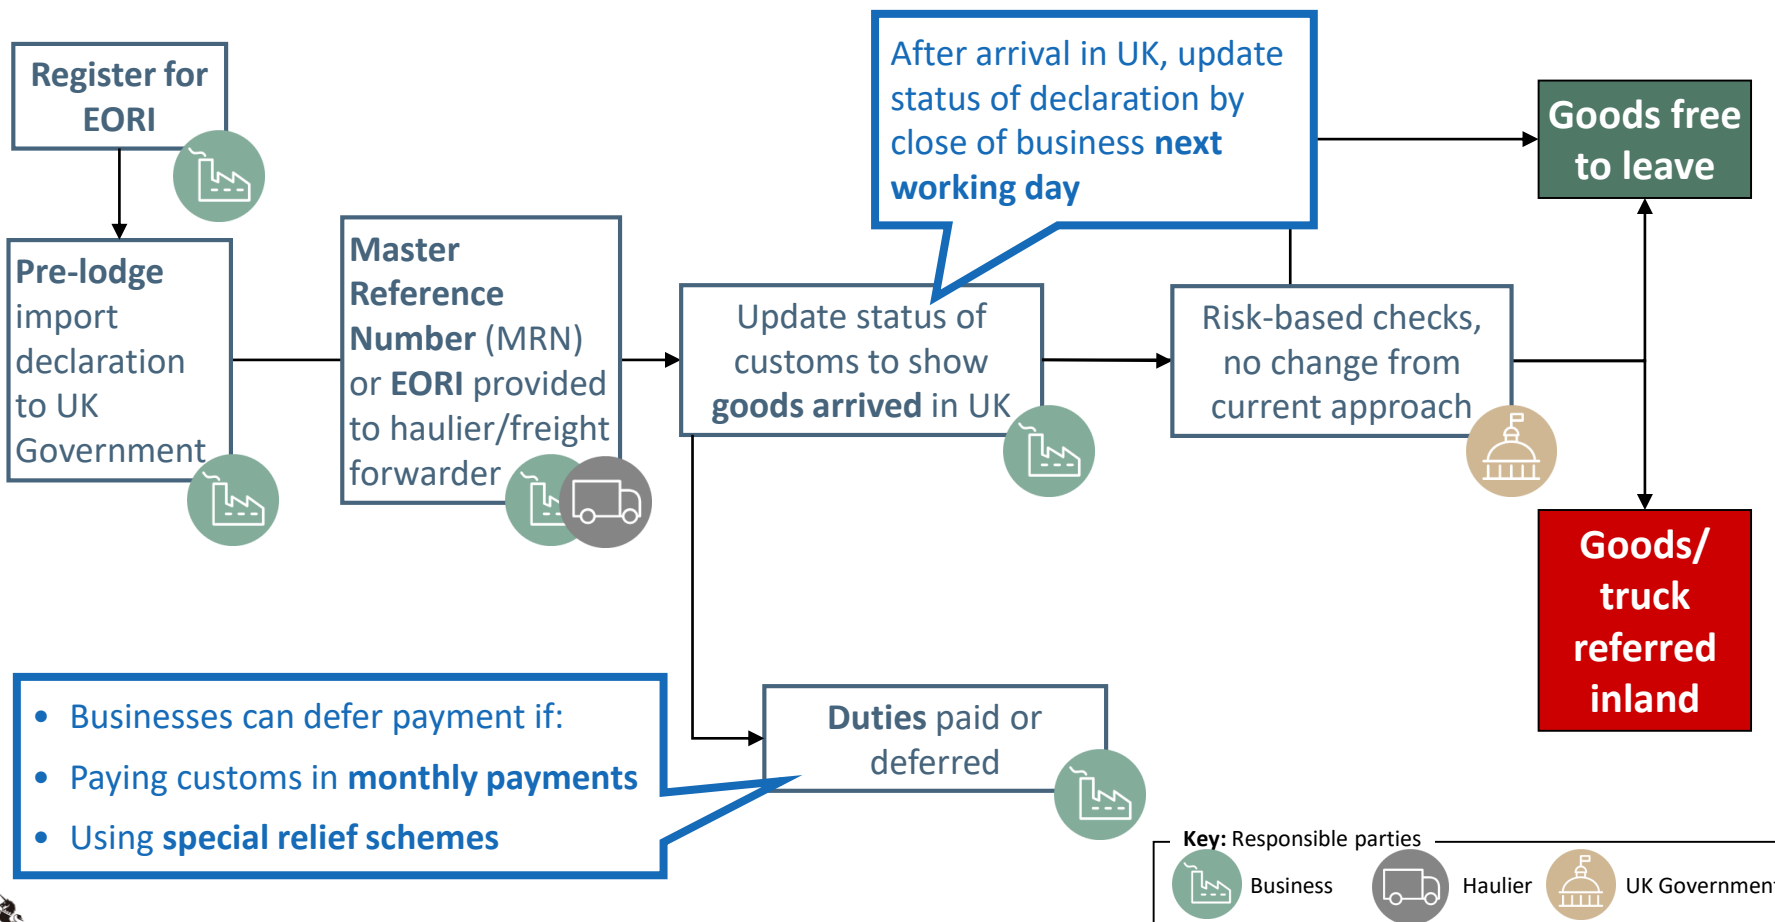 Register for
EORI
Pre-lodge
import
declaration
to UK
Government
Master
Reference
Number (MRN)
or EORI provided
to haulier/freight
forwarder
After arrival in UK, update
status of declaration by
close of business next
working day
Update status of
customs to show
goods arrived in UK
Risk-based checks,
no change from
current approach
Goods free
to leave
Goods/
truck
referred
inland
• Businesses can defer payment if:
• Paying customs in monthly payments
• Using special relief schemes
Duties paid or
deferred
Key: Responsible parties
Business
Haulier
UK Government